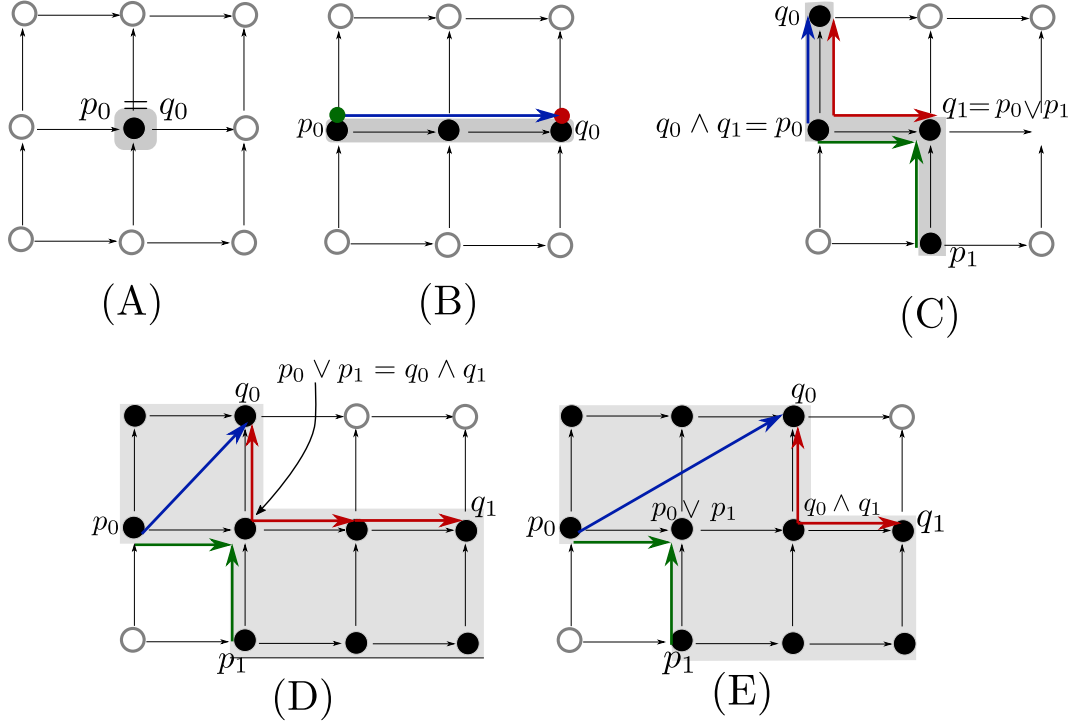 p₀ = q₀
(A)
p₀
q₀
(B)
q₀
q₀ ∧ q₁ = p₀
q₁ = p₀ ∨ p₁
p₁
(C)
p₀ ∨ p₁ = q₀ ∧ q₁
q₀
p₀
q₁
p₁
(D)
q₀
p₀
p₀ ∨ p₁
q₀ ∧ q₁
q₁
p₁
(E)